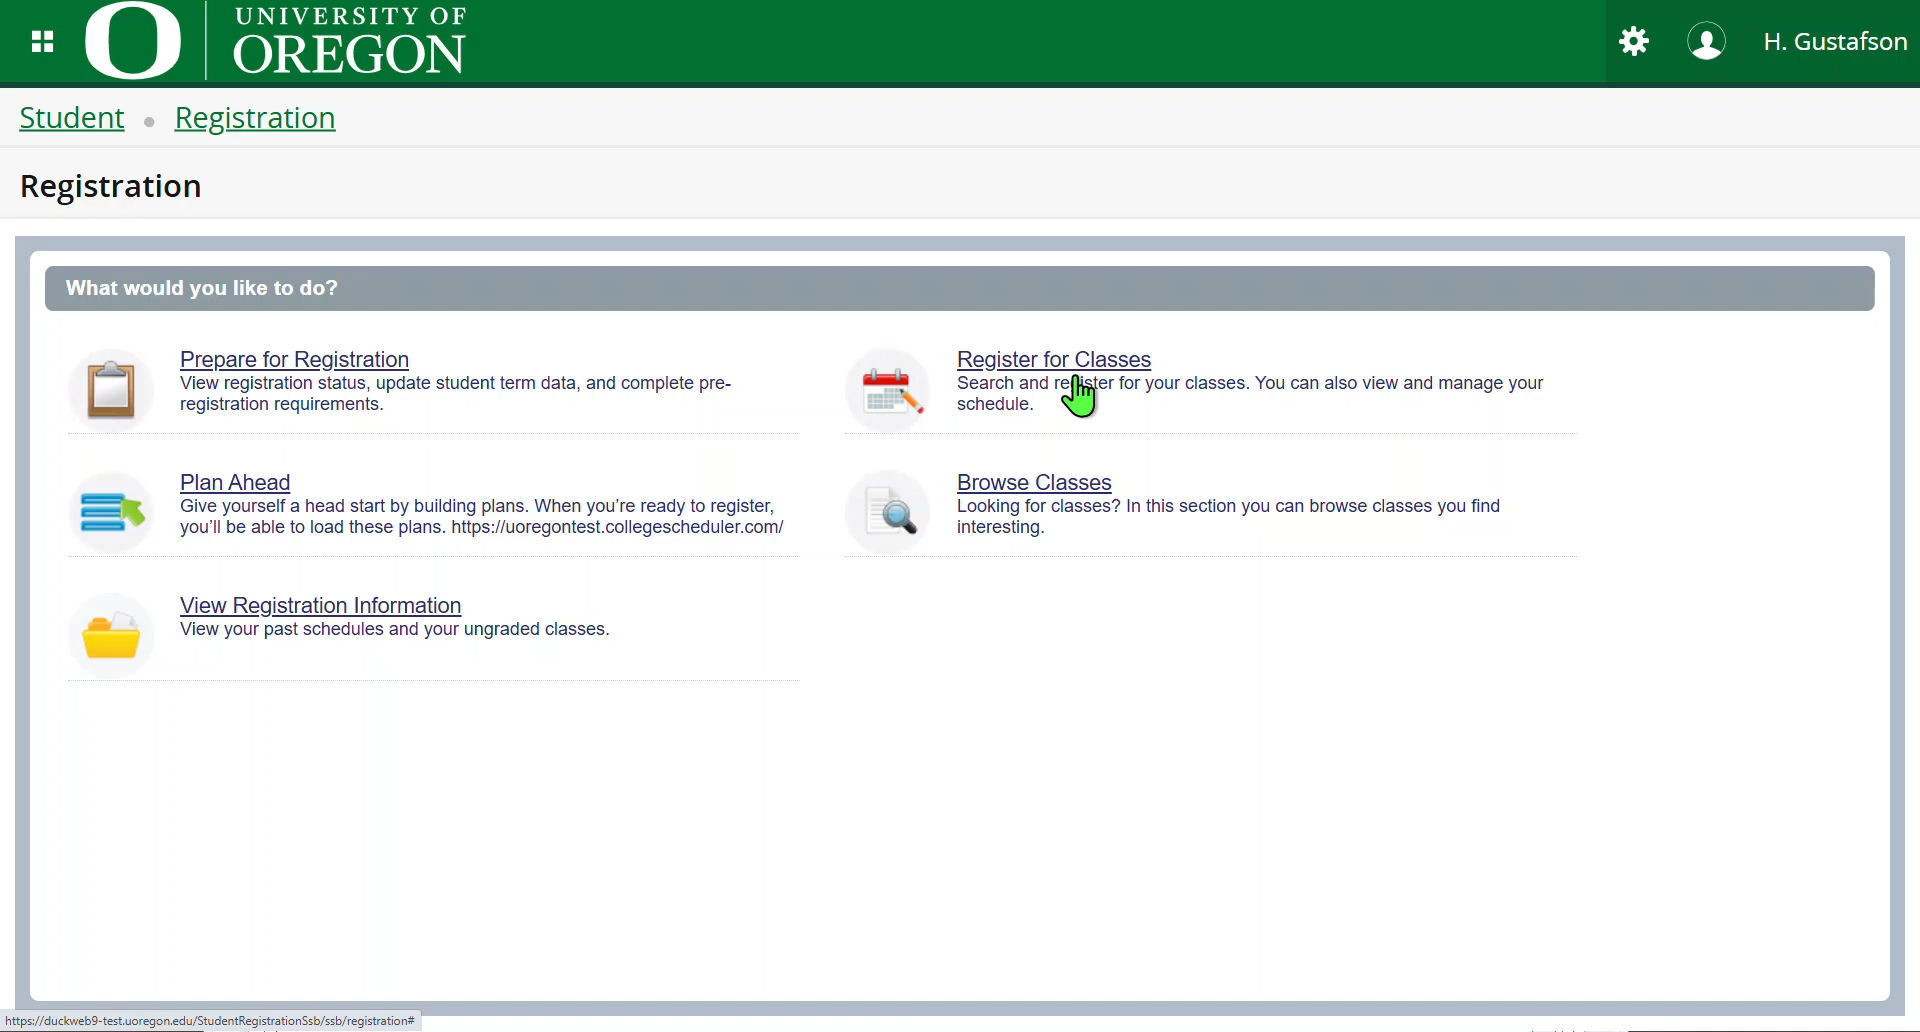 UNIVERSITY OF
OREGON
H. Gustafson
Student • Registration
Registration
What would you like to do?
Prepare for Registration
View registration status, update student term data, and complete pre-
registration requirements.
Register for Classes
Search and register for your classes. You can also view and manage your
schedule.
Plan Ahead
Give yourself a head start by building plans. When you're ready to register,
you'll be able to load these plans. https://uoregontest.collegescheduler.com/
Browse Classes
Looking for classes? In this section you can browse classes you find
interesting.
View Registration Information
View your past schedules and your ungraded classes.
https://duckweb9-test.uoregon.edu/StudentRegistrationSsb/ssb/registration#